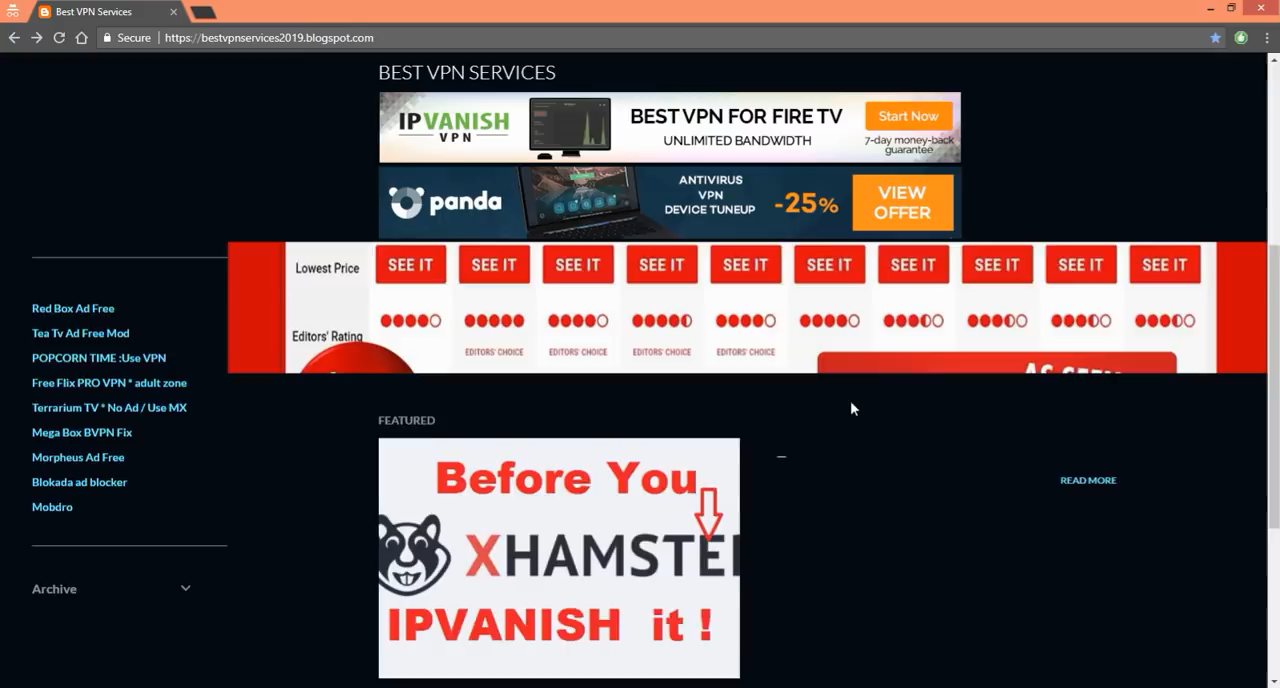 Best VPN Services
Secure
https://bestvpnservices2019.blogspot.com
BEST VPN SERVICES
IPVANISH
VPN
BEST VPN FOR FIRE TV
UNLIMITED BANDWIDTH
Start Now
7-day money-back
guarantee
panda
ANTIVIRUS
VPN
DEVICE TUNEUP
-25%
VIEW
OFFER
Lowest Price
SEE IT SEE IT SEE IT SEE IT SEE IT SEE IT SEE IT SEE IT SEE IT SEE IT
Editors' Rating
EDITORS' CHOICE EDITORS' CHOICE EDITORS' CHOICE EDITORS' CHOICE
AS SEEN
Red Box Ad Free
Tea Tv Ad Free Mod
POPCORN TIME :Use VPN
Free Flix PRO VPN * adult zone
Terrarium TV * No Ad / Use MX
Mega Box BVPN Fix
Morpheus Ad Free
Blokada ad blocker
Mobdro
Archive
FEATURED
Before You
XHAMSTE
IPVANISH it !
—
READ MORE